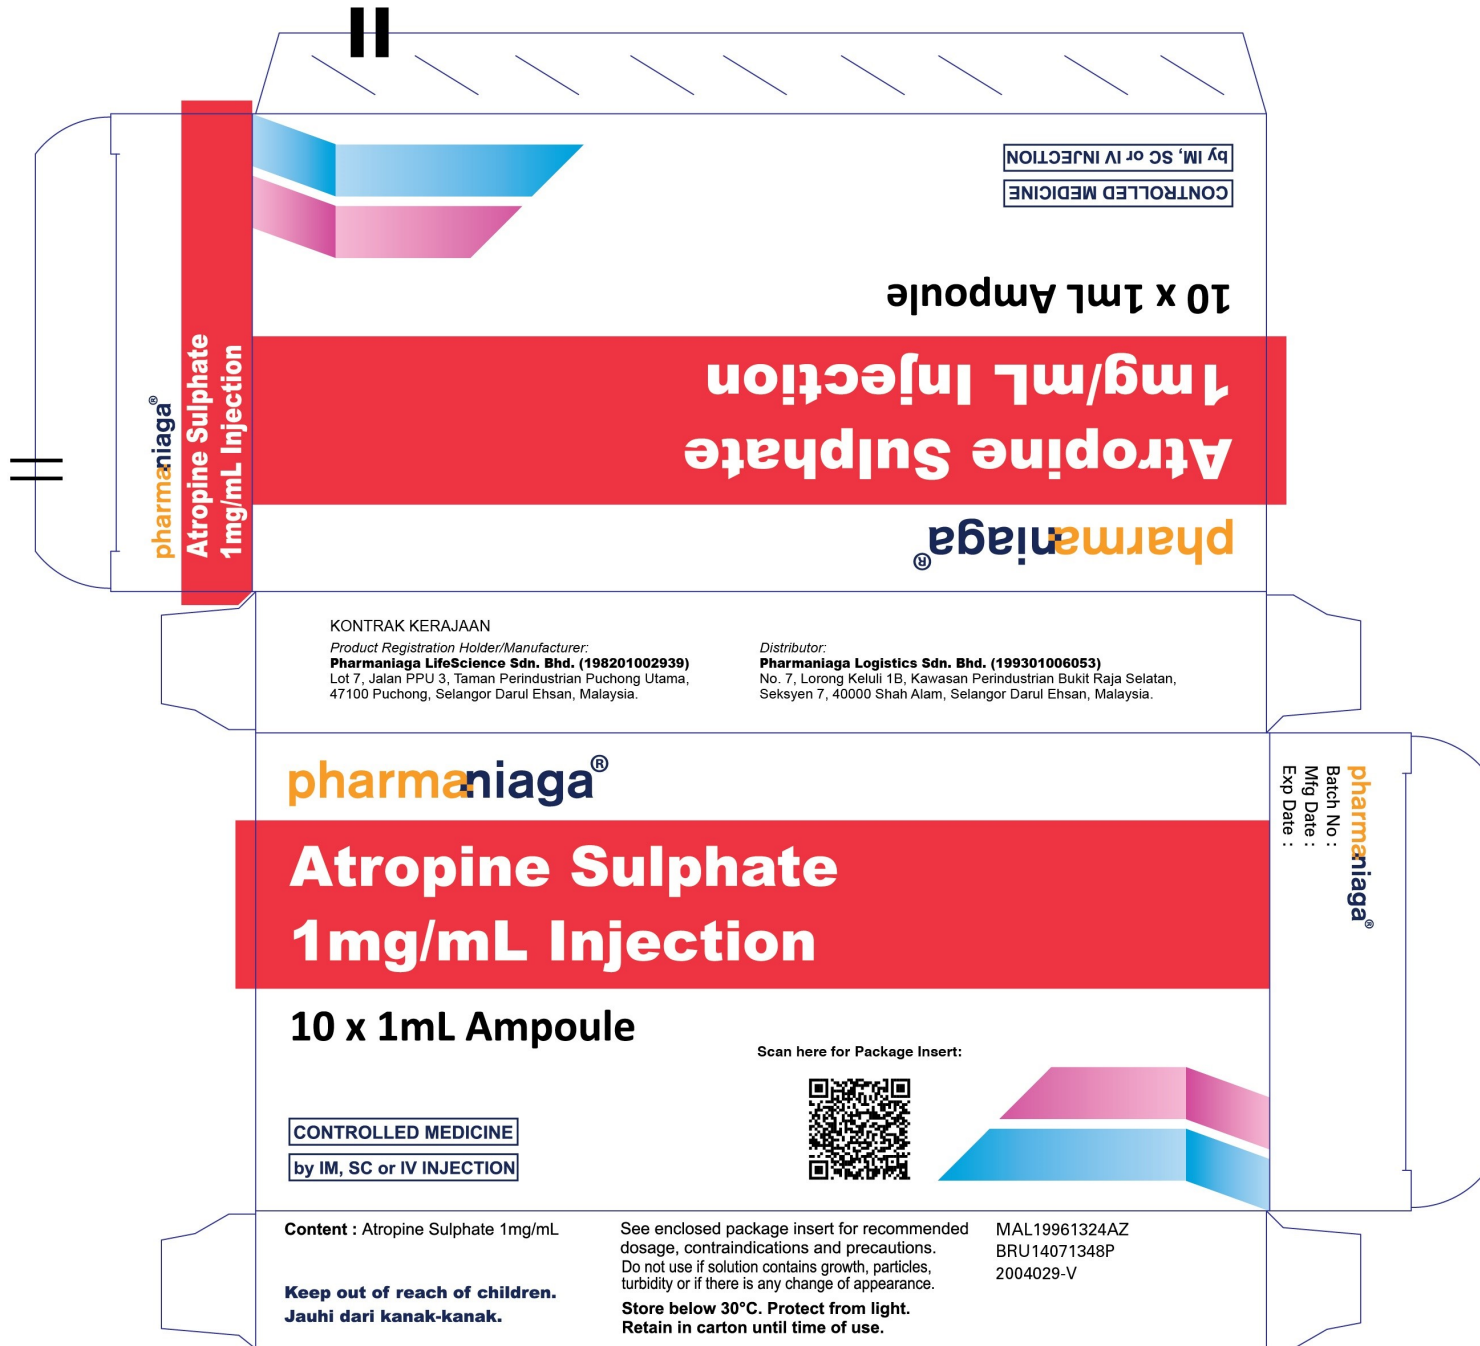 by IM, SC or IV INJECTION
CONTROLLED MEDICINE
10 x 1mL Ampoule
1mg/mL Injection
Atropine Sulphate
pharmaniaga®
pharmaniaga®
Atropine Sulphate
1mg/mL Injection
KONTRAK KERAJAAN
Product Registration Holder/Manufacturer:
Pharmaniaga LifeScience Sdn. Bhd. (198201002939)
Lot 7, Jalan PPU 3, Taman Perindustrian Puchong Utama,
47100 Puchong, Selangor Darul Ehsan, Malaysia.
Distributor:
Pharmaniaga Logistics Sdn. Bhd. (199301006053)
No. 7, Lorong Keluli 1B, Kawasan Perindustrian Bukit Raja Selatan,
Seksyen 7, 40000 Shah Alam, Selangor Darul Ehsan, Malaysia.
pharmaniaga®
Atropine Sulphate
1mg/mL Injection
10 x 1mL Ampoule
Scan here for Package Insert:
CONTROLLED MEDICINE
by IM, SC or IV INJECTION
pharmaniaga®
Batch No :
Mfg Date :
Exp Date :
Content : Atropine Sulphate 1mg/mL
Keep out of reach of children.
Jauhi dari kanak-kanak.
See enclosed package insert for recommended
dosage, contraindications and precautions.
Do not use if solution contains growth, particles,
turbidity or if there is any change of appearance.
Store below 30°C. Protect from light.
Retain in carton until time of use.
MAL19961324AZ
BRU14071348P
2004029-V